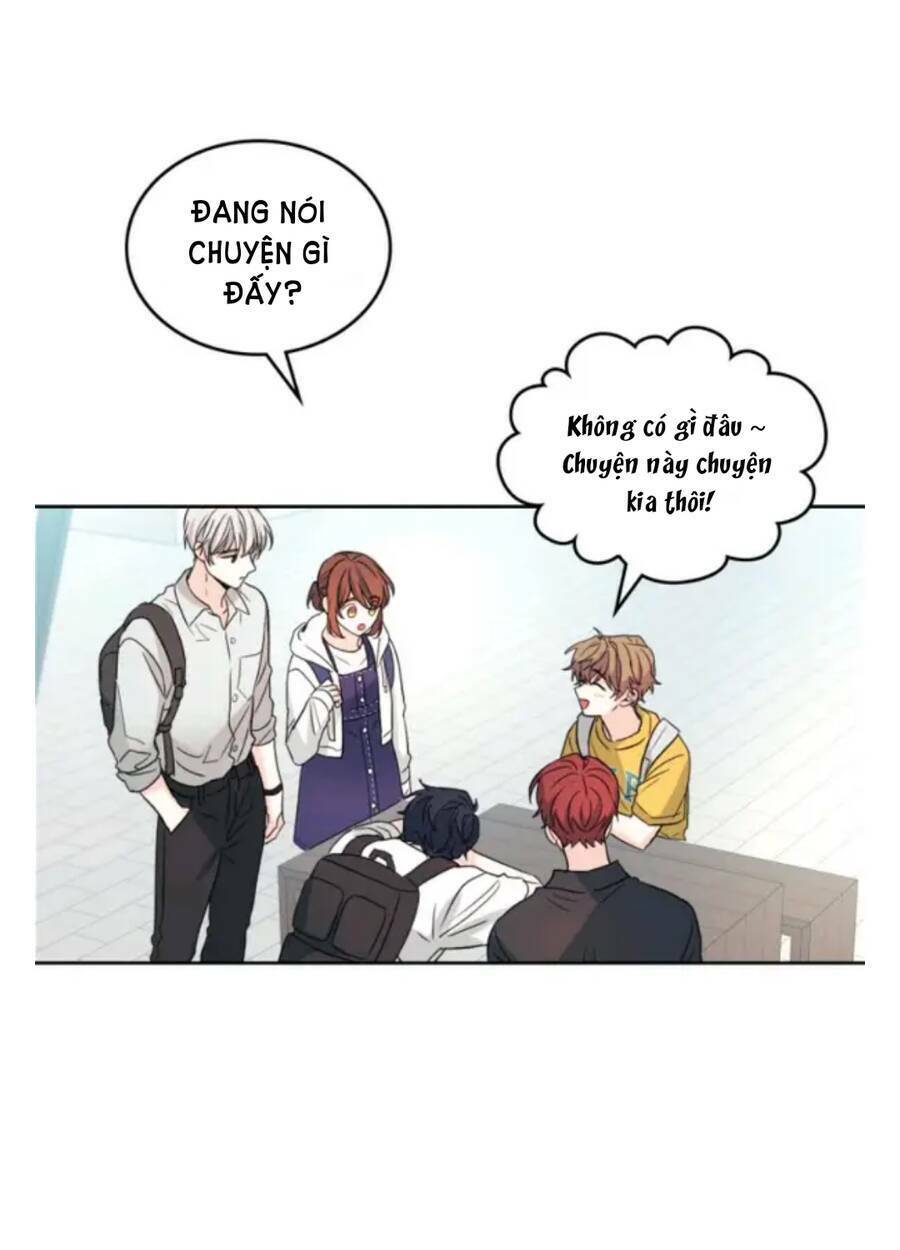 ĐANG NÓI
CHUYỆN GÌ
ĐẤY?
Không có gì đâu ~
Chuyện này chuyện
kia thôi!